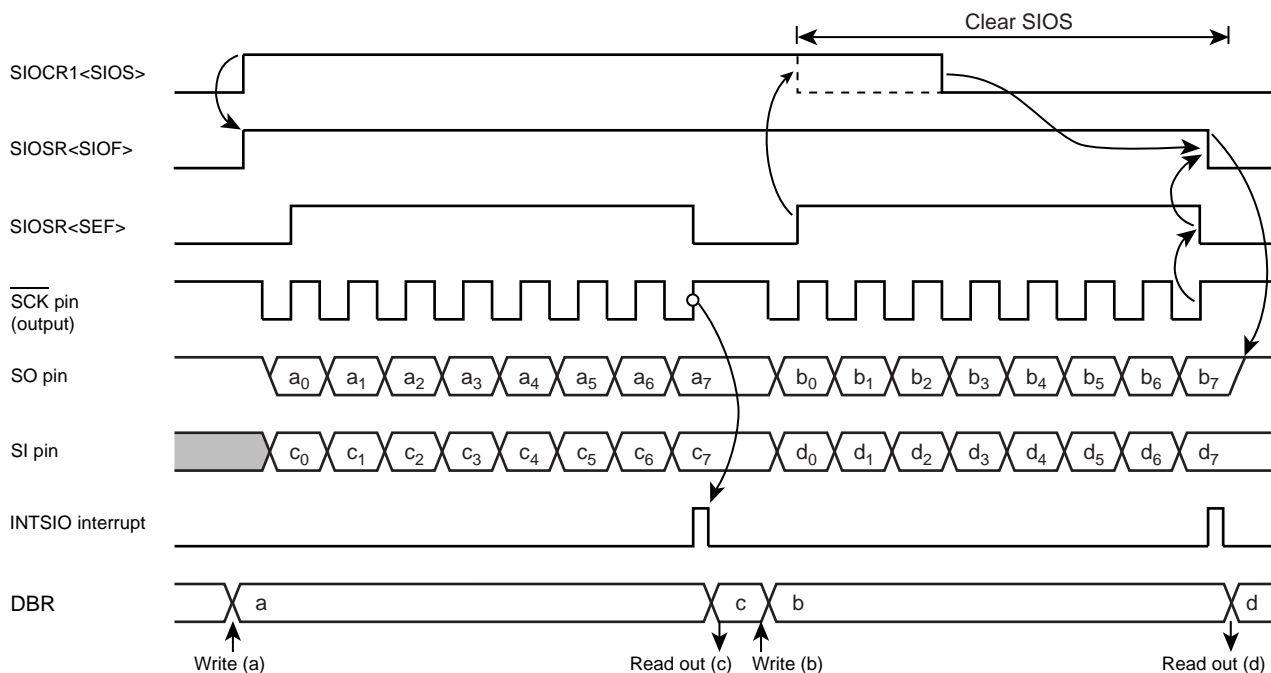 Clear SIOS
SIOCR1<SIOS>
SIOSR<SIOF>
SIOSR<SEF>
SCK pin
(output)
SO pin a0 a1 a2 a3 a4 a5 a6 a7 b0 b1 b2 b3 b4 b5 b6 b7
SI pin c0 c1 c2 c3 c4 c5 c6 c7 d0 d1 d2 d3 d4 d5 d6 d7
INTSIO interrupt
DBR a c b d
Write (a) Read out (c) Write (b) Read out (d)